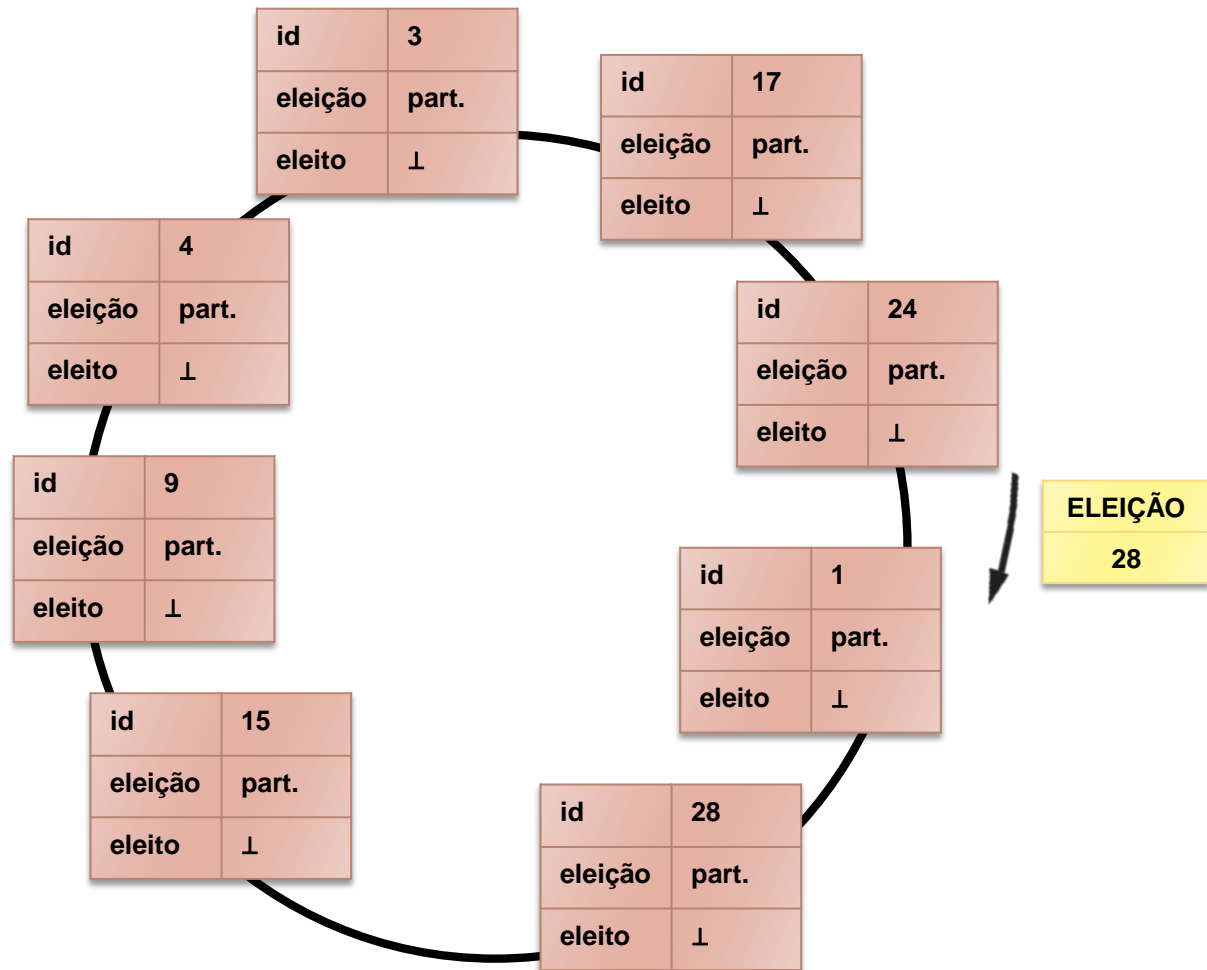 id 3
eleição part.
eleito ⊥
id 17
eleição part.
eleito ⊥
id 4
eleição part.
eleito ⊥
id 24
eleição part.
eleito ⊥
ELEIÇÃO
28
id 9
eleição part.
eleito ⊥
id 1
eleição part.
eleito ⊥
id 15
eleição part.
eleito ⊥
id 28
eleição part.
eleito ⊥